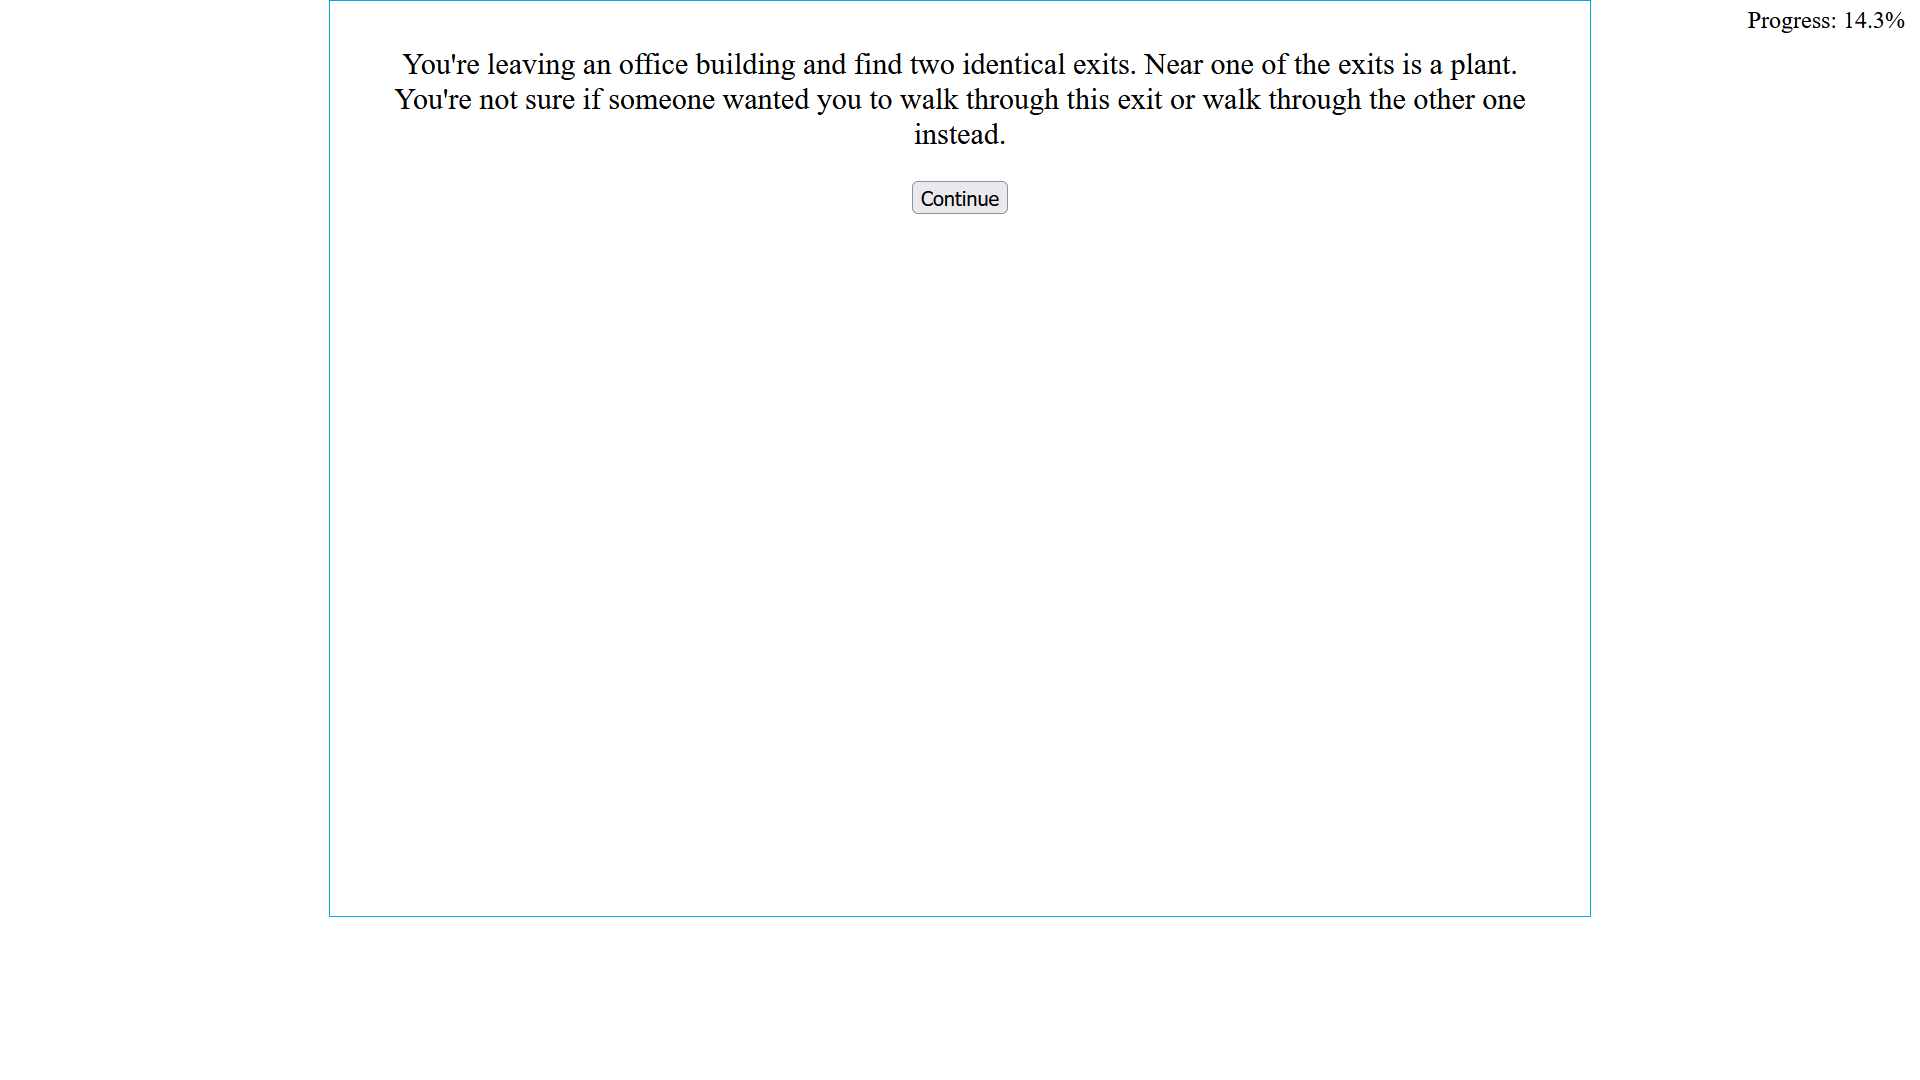 Progress: 14.3%
You're leaving an office building and find two identical exits. Near one of the exits is a plant.
You're not sure if someone wanted you to walk through this exit or walk through the other one
instead.
Continue